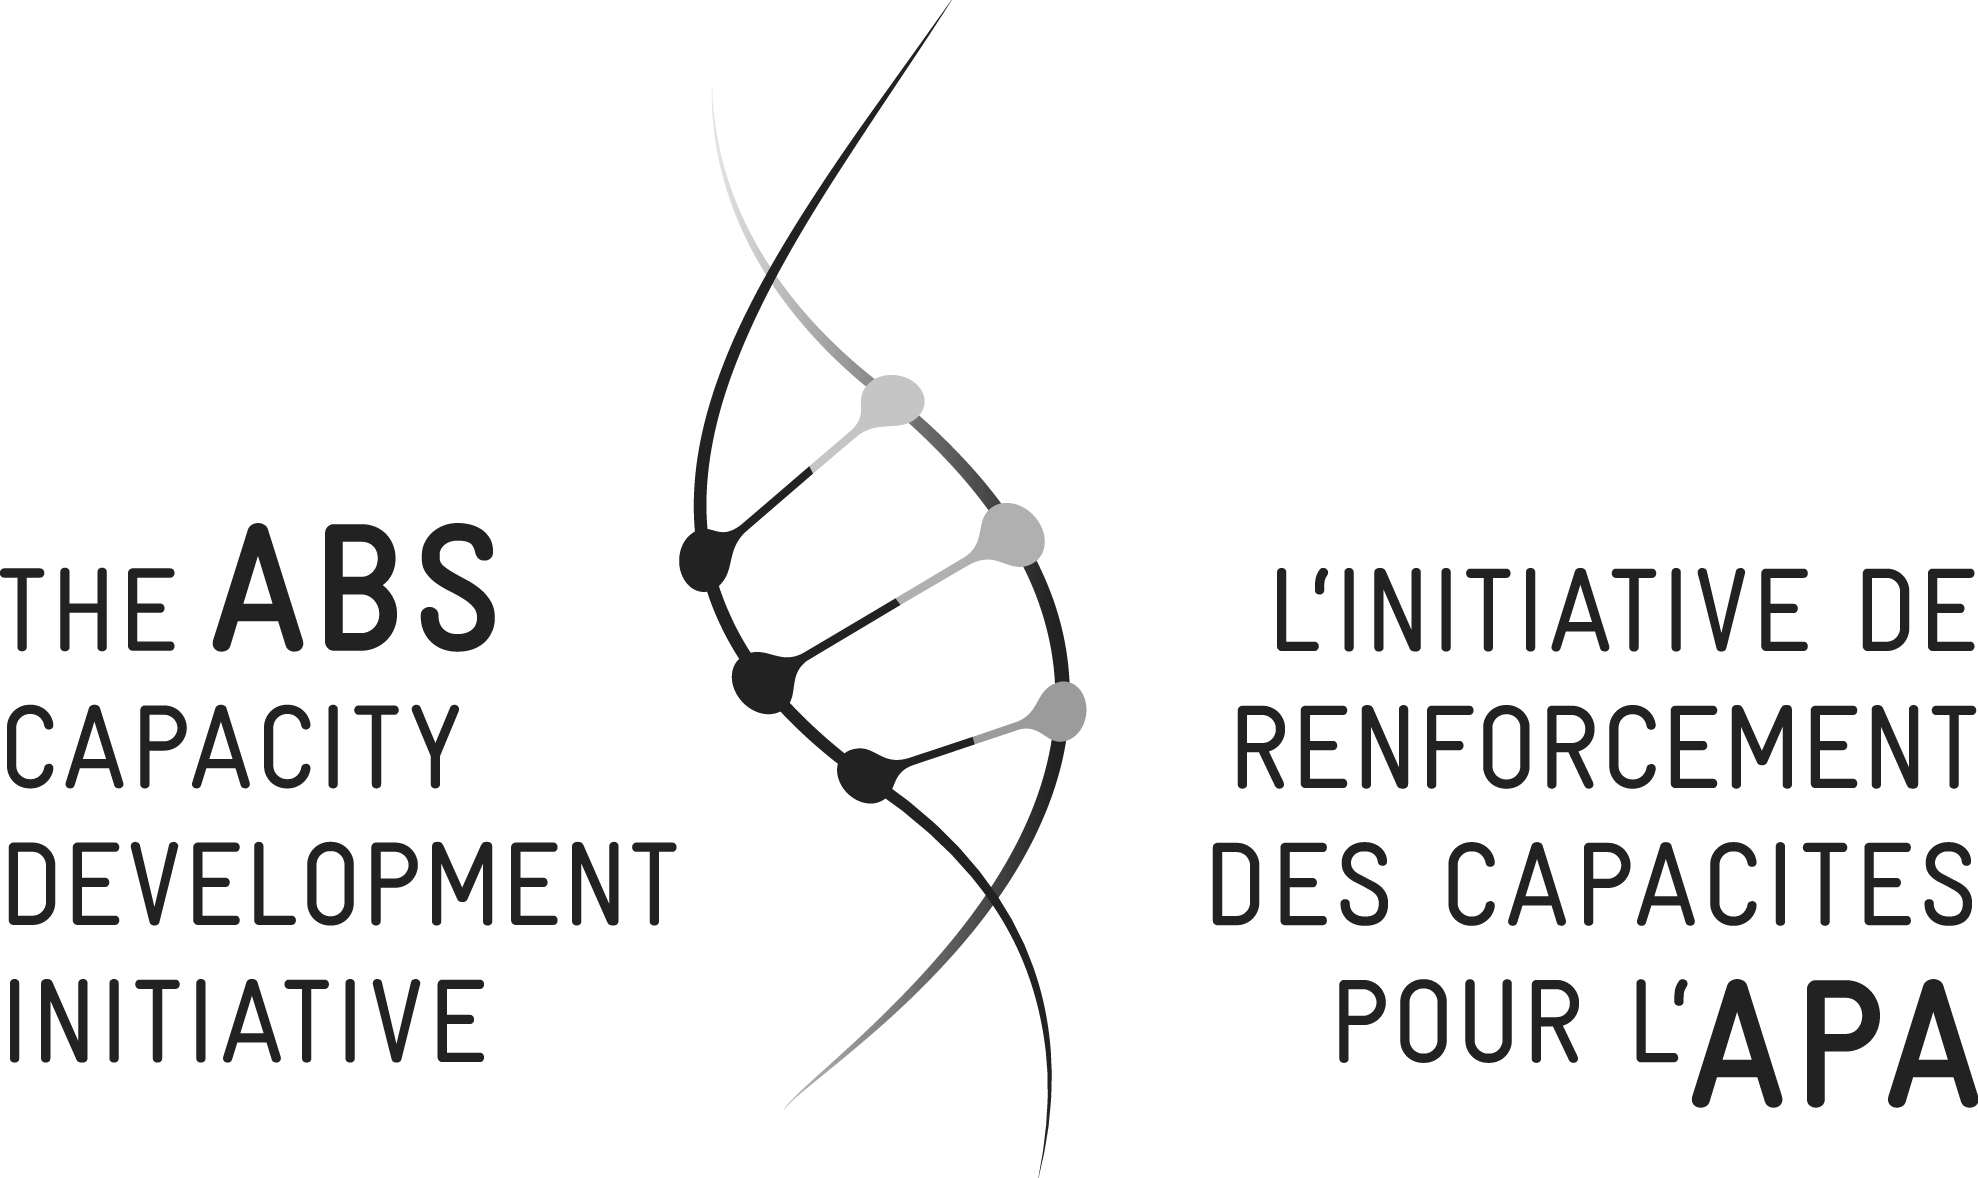 THE ABS
CAPACITY
DEVELOPMENT
INITIATIVE
L‘INITIATIVE DE
RENFORCEMENT
DES CAPACITES
POUR L‘APA